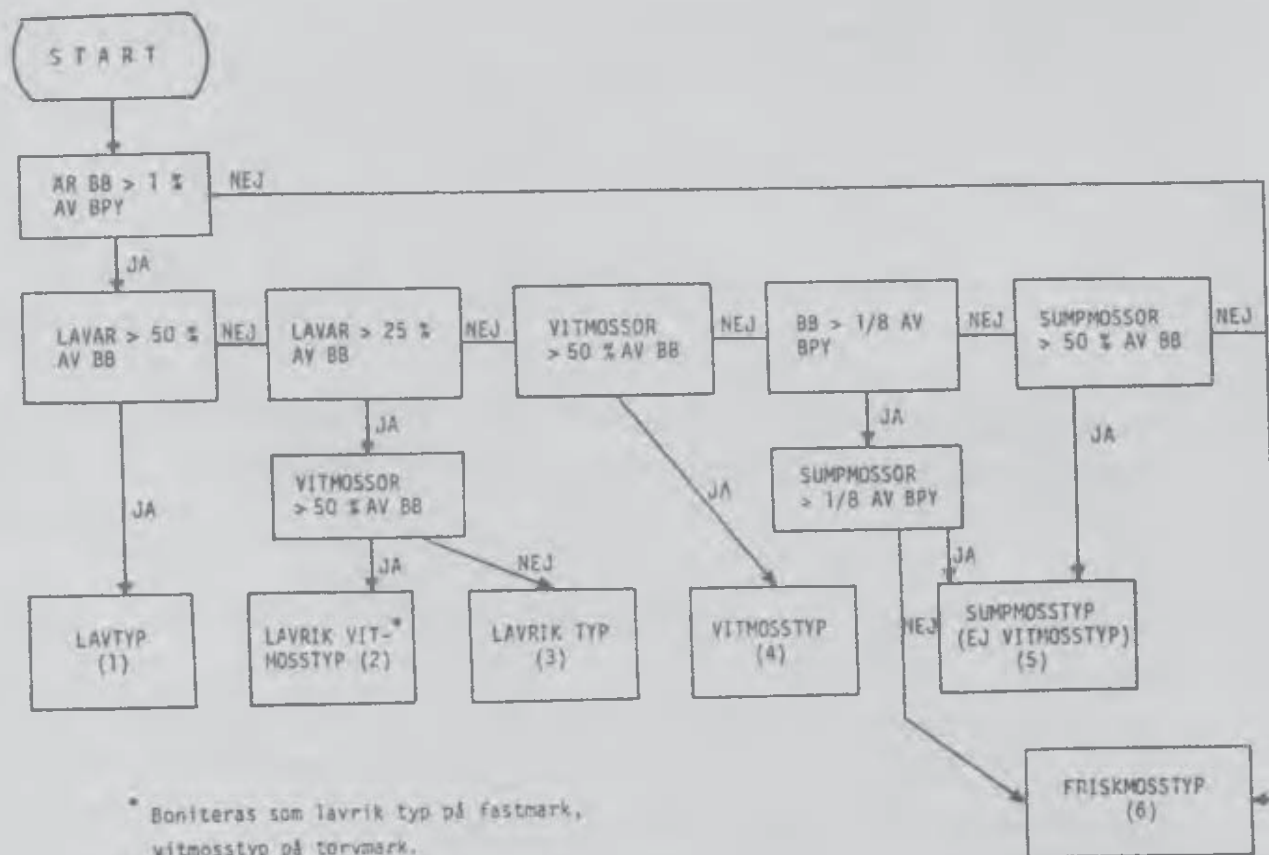 START
ÄR BB > 1 %
AV BPY
NEJ
JA
LAVAR > 50 %
AV BB
NEJ
LAVAR > 25 %
AV BB
NEJ
VITMOSSOR
> 50 % AV BB
NEJ
BB > 1/8 AV
BPY
NEJ
SUMPMOSSOR
> 50 % AV BB
NEJ
JA
JA
JA
VITMOSSOR
> 50 % AV BB
SUMPMOSSOR
> 1/8 AV BPY
JA
JA
JA
NEJ
JA
LAVTYP
(1)
LAVRIK VIT-*
MOSSTYP (2)
LAVRIK TYP
(3)
VITMOSSTYP
(4)
NEJ
SUMPMOSSTYP
(EJ VITMOSSTYP)
(5)
FRISKMOSSTYP
(6)
* Boniteras som lavrik typ på fastmark,
vitmosstyp på torvmark.